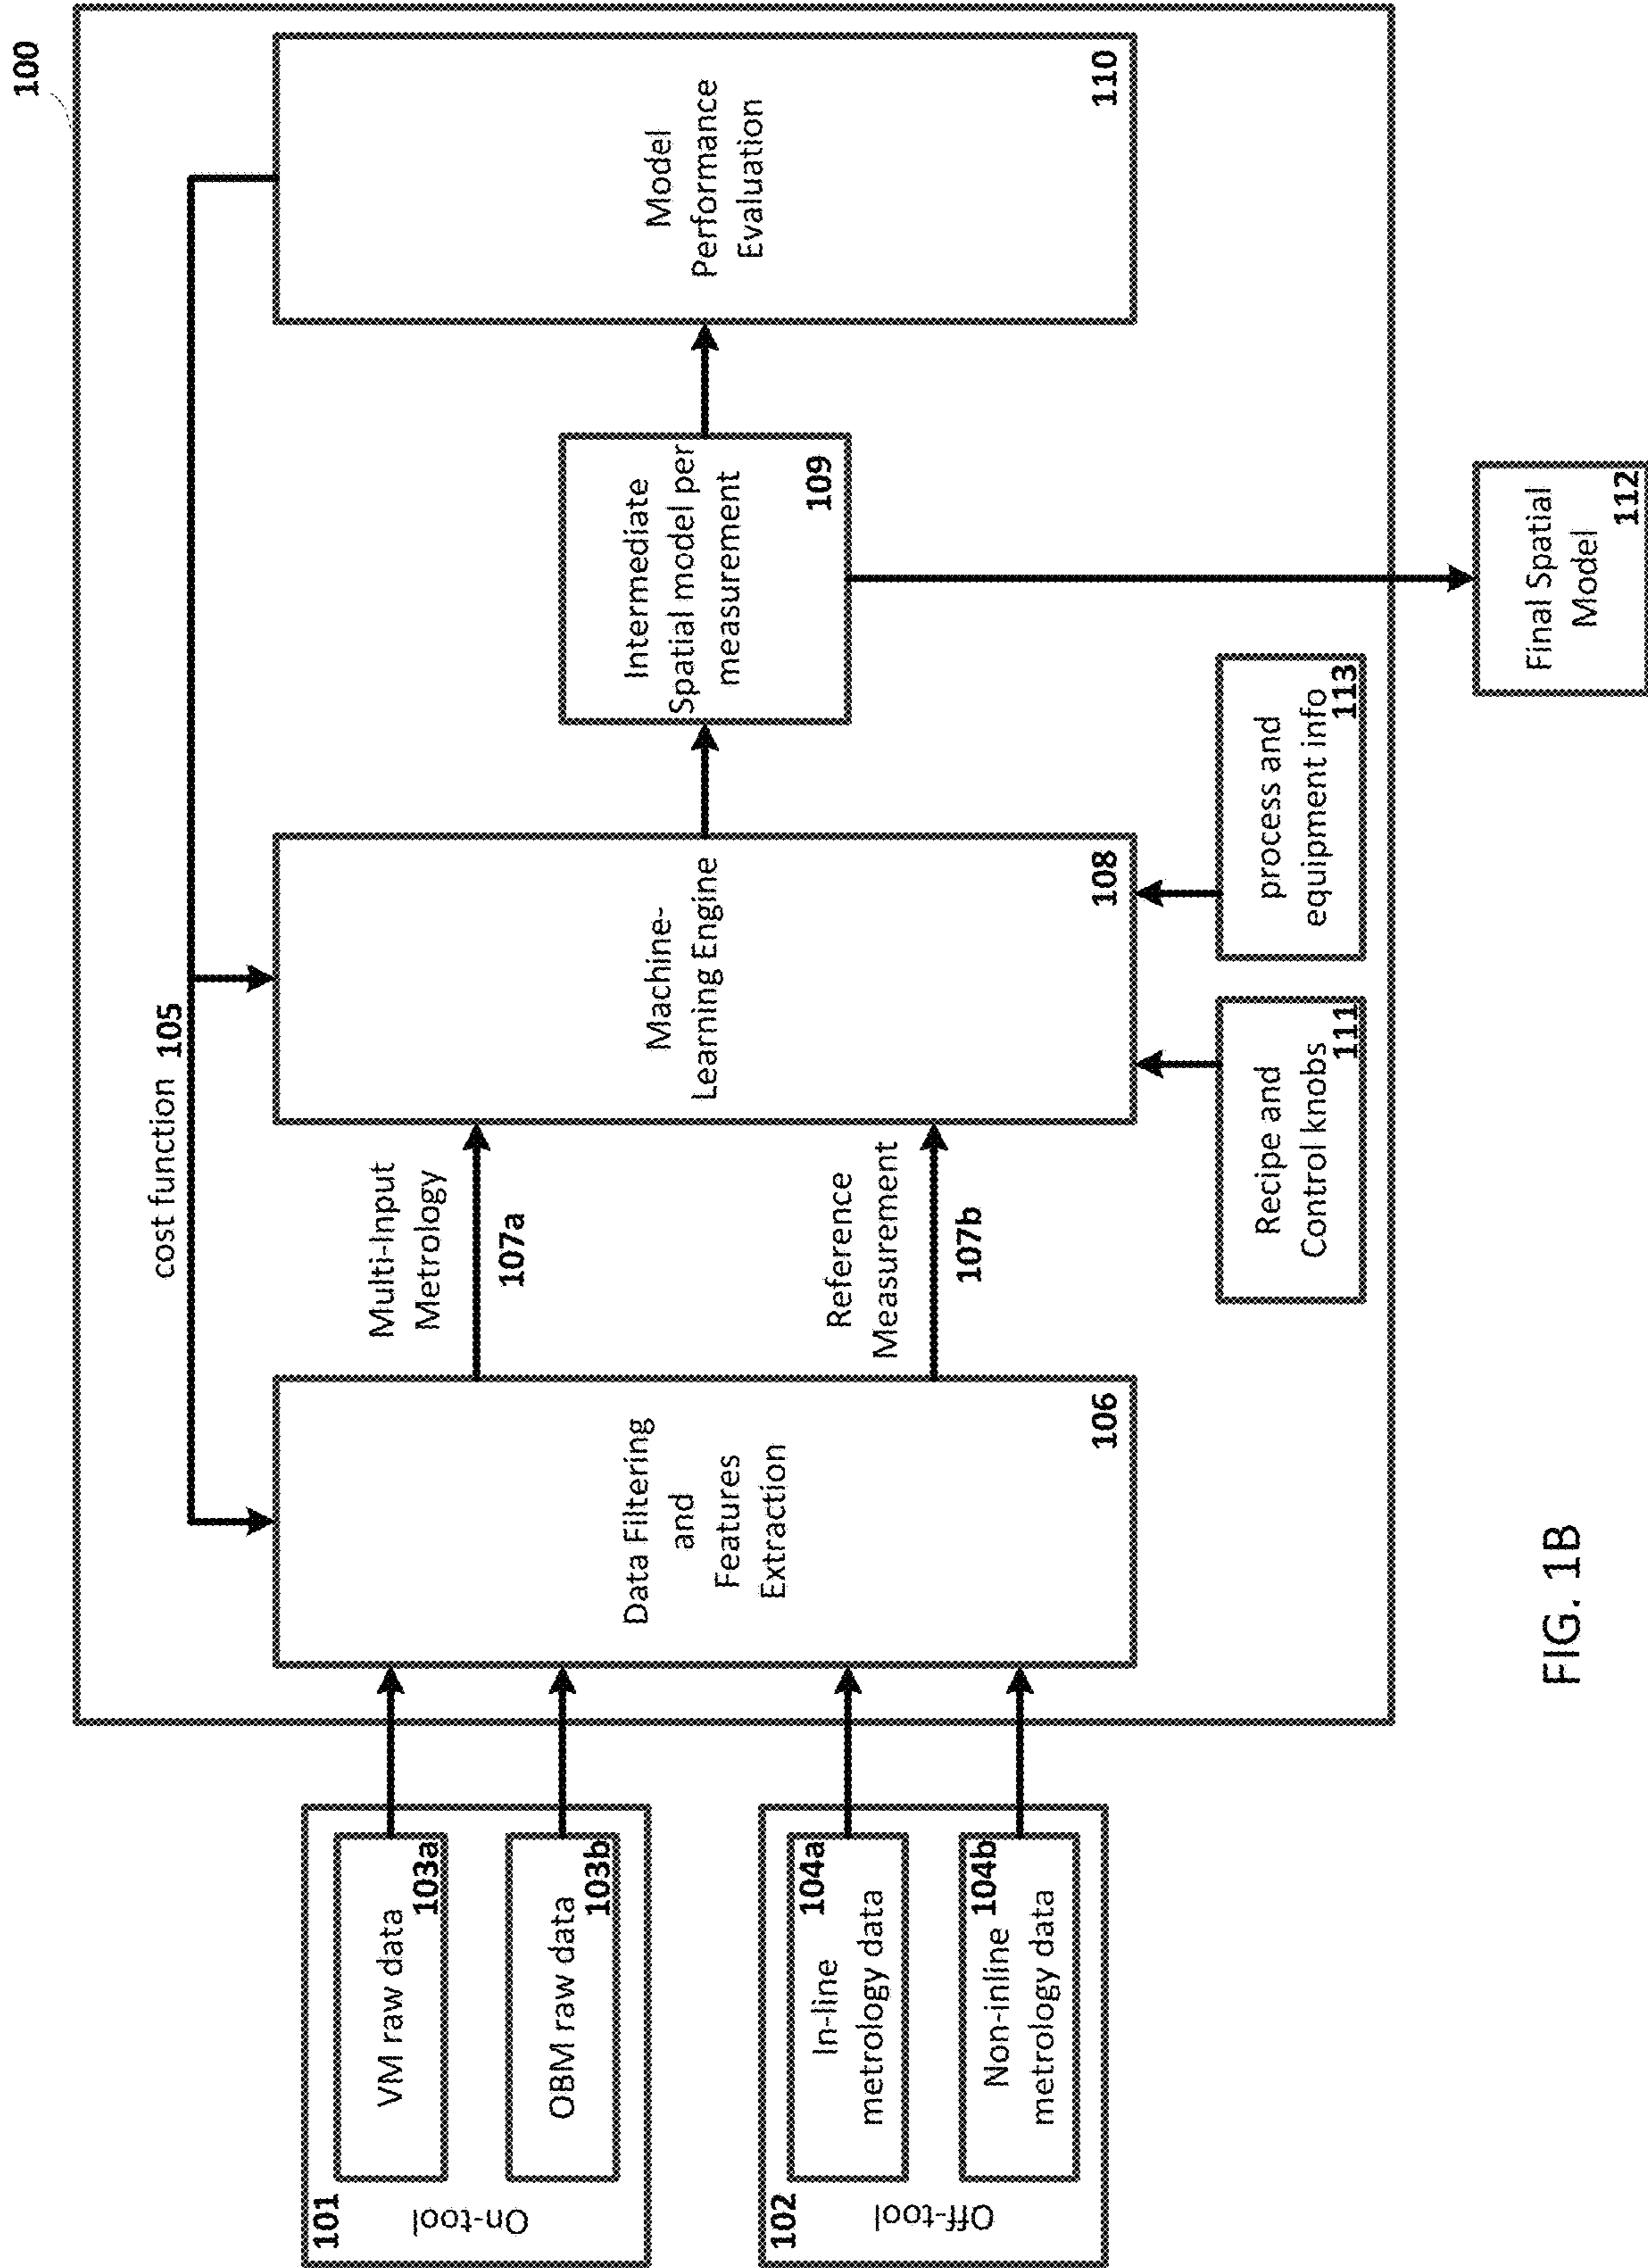 100
cost function 105
101
On-tool
VM raw data
103a
OBM raw data
103b
102
Off-tool
In-line
metrology data
104a
Non-inline
metrology data
104b
Data Filtering
and
Features
Extraction
106
Multi-Input
Metrology
107a
Reference
Measurement
107b
Machine-
Learning Engine
108
Recipe and
Control knobs
111
process and
equipment info
113
Intermediate
Spatial model per
measurement
109
Model
Performance
Evaluation
110
Final Spatial
Model
112
FIG. 1B